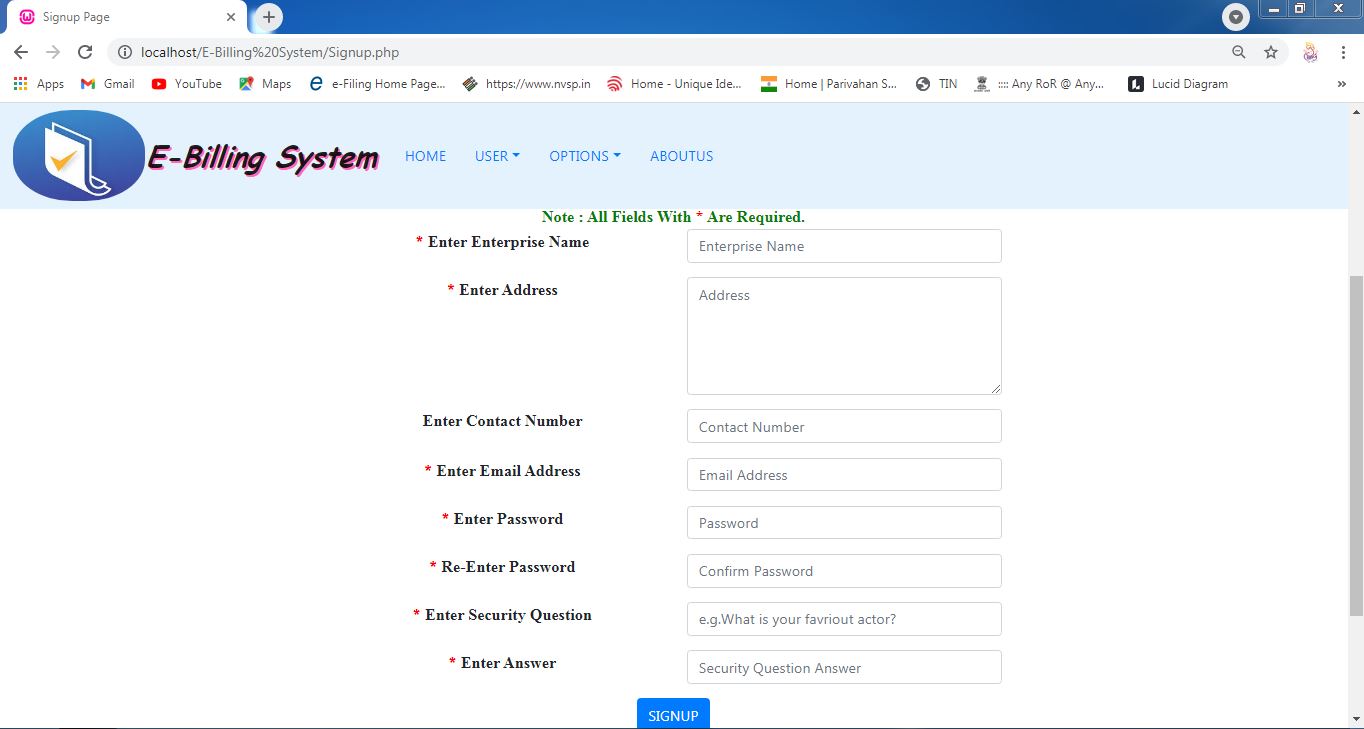 Signup Page
localhost/E-Billing%20System/Signup.php
Apps Gmail YouTube Maps e-Filing Home Page... https://www.nvsp.in Home - Unique Ide... Home | Parivahan S... TIN :::: Any RoR @ Any... Lucid Diagram »
E-Billing System HOME USER OPTIONS ABOUTUS
Note : All Fields With * Are Required.
* Enter Enterprise Name Enterprise Name
* Enter Address Address
Enter Contact Number Contact Number
* Enter Email Address Email Address
* Enter Password Password
* Re-Enter Password Confirm Password
* Enter Security Question e.g.What is your favriout actor?
* Enter Answer Security Question Answer
SIGNUP